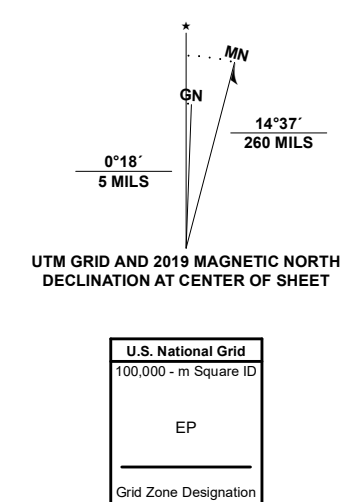 MN
GN
14°37´
260 MILS
0°18´
5 MILS
UTM GRID AND 2019 MAGNETIC NORTH
DECLINATION AT CENTER OF SHEET
U.S. National Grid
100,000 - m Square ID
EP
Grid Zone Designation